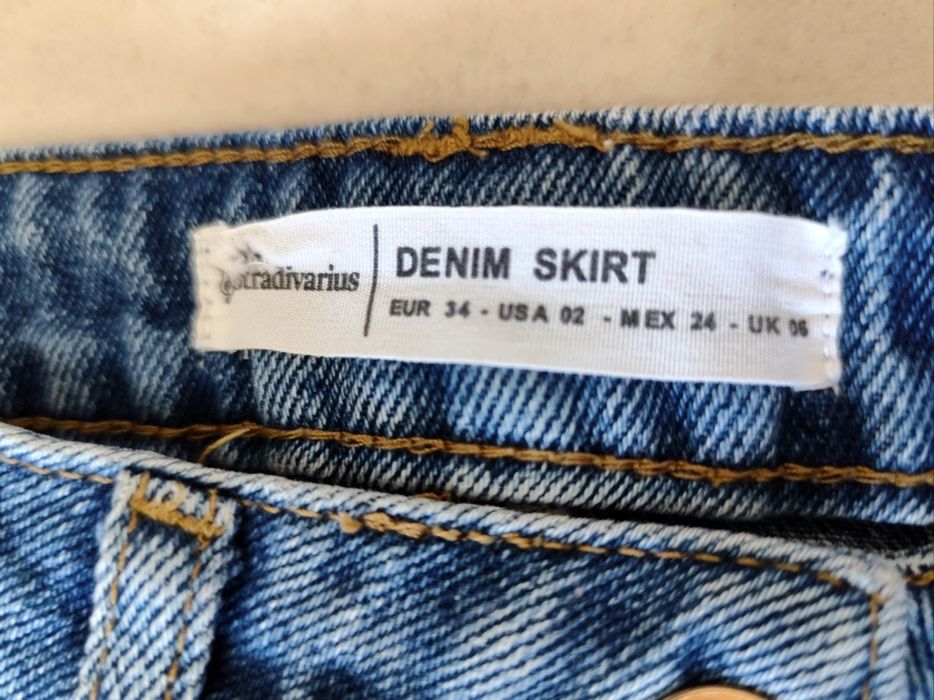 stradivarius
DENIM SKIRT
EUR 34 - USA 02 - MEX 24 - UK 06